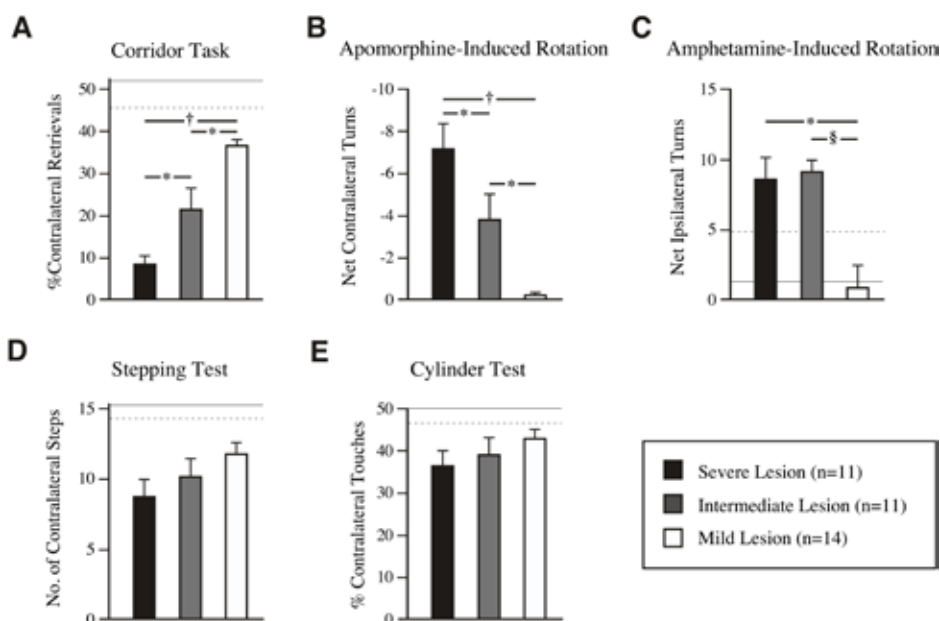 A
Corridor Task
%Contralateral Retrievals
50
40
30
20
10
0
†
*
*
B
Apomorphine-Induced Rotation
Net Contralateral Turns
-10
-8
-6
-4
-2
0
†
*
*
C
Amphetamine-Induced Rotation
Net Ipsilateral Turns
15
10
5
0
*
§
D
Stepping Test
No. of Contralateral Steps
15
10
5
0
E
Cylinder Test
% Contralateral Touches
50
40
30
20
10
0
Severe Lesion (n=11)
Intermediate Lesion (n=11)
Mild Lesion (n=14)